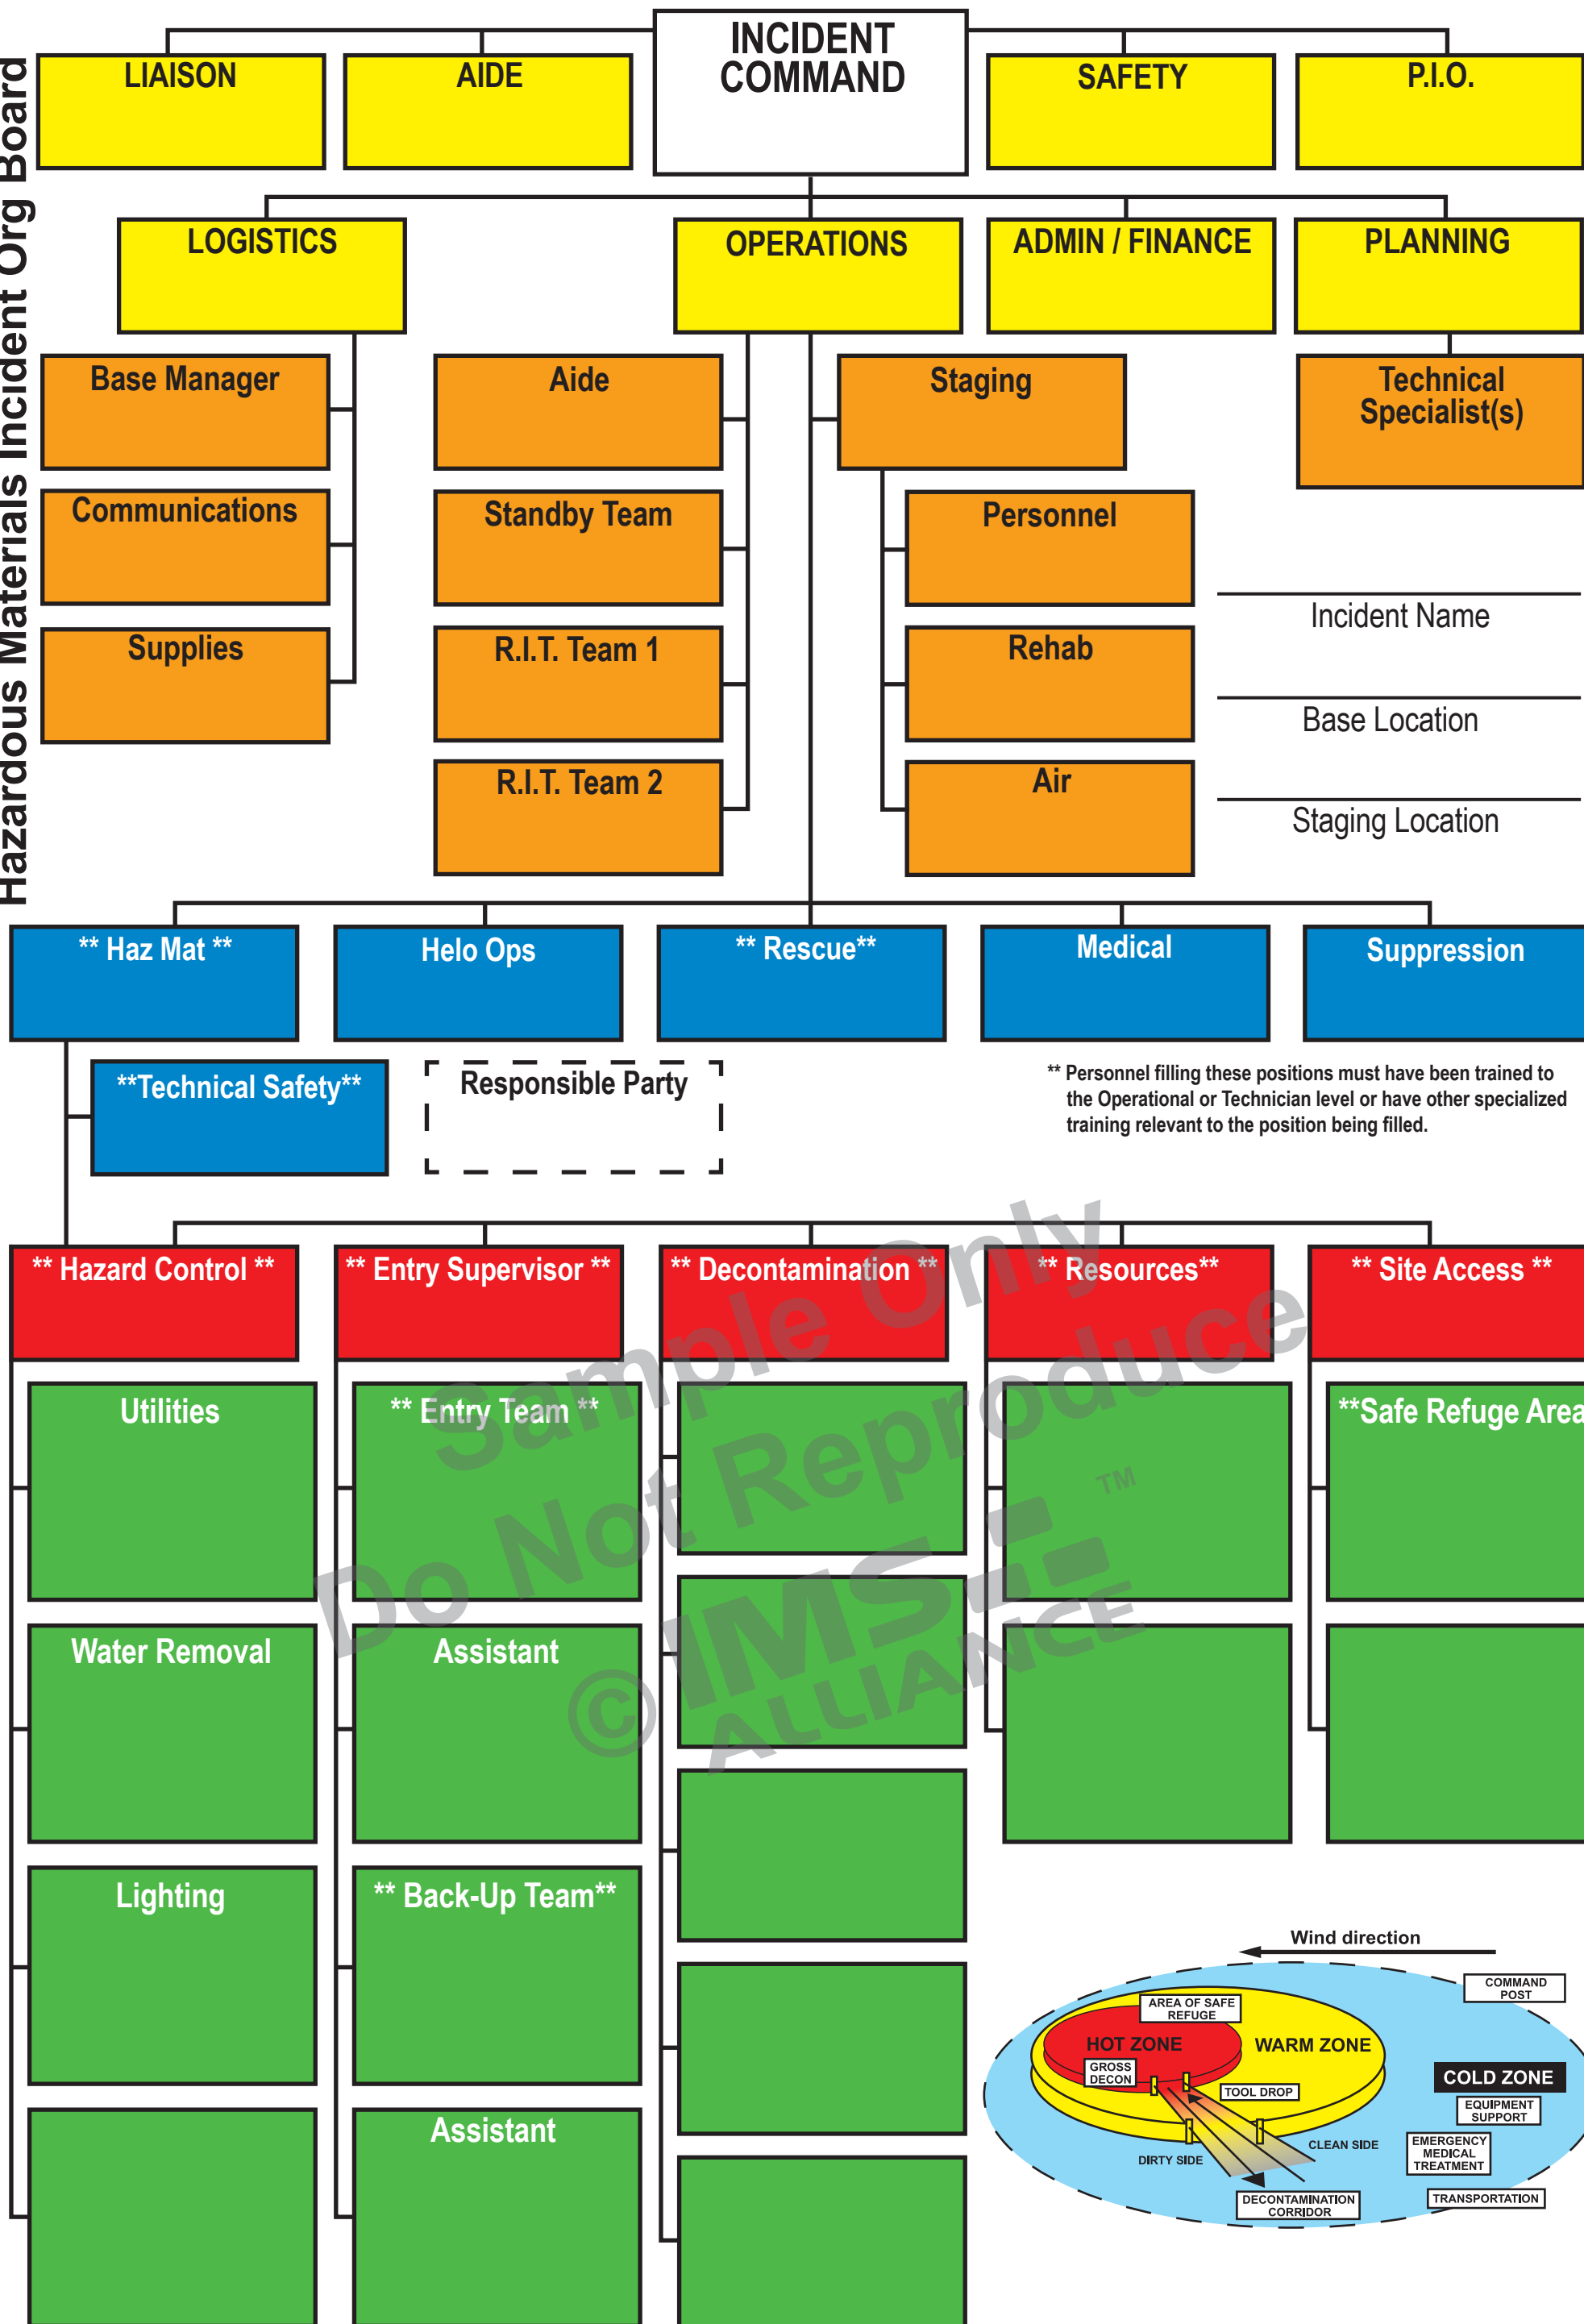 Hazardous Materials Incident Org Board
INCIDENT
COMMAND
LIAISON
AIDE
SAFETY
P.I.O.
LOGISTICS
OPERATIONS
ADMIN / FINANCE
PLANNING
Base Manager
Aide
Staging
Technical
Specialist(s)
Communications
Standby Team
Personnel
Incident Name
Supplies
R.I.T. Team 1
Rehab
Base Location
R.I.T. Team 2
Air
Staging Location
** Haz Mat **
Helo Ops
** Rescue**
Medical
Suppression
**Technical Safety**
Responsible Party
** Personnel filling these positions must have been trained to
the Operational or Technician level or have other specialized
training relevant to the position being filled.
** Hazard Control **
** Entry Supervisor **
** Decontamination **
** Resources**
** Site Access **
Utilities
** Entry Team **
**Safe Refuge Area
Water Removal
Assistant
Lighting
** Back-Up Team**
Assistant
Sample Only
Do Not Reproduce
© IMS TM
ALLIANCE
Wind direction
COMMAND
POST
AREA OF SAFE
REFUGE
HOT ZONE
WARM ZONE
GROSS
DECON
COLD ZONE
TOOL DROP
EQUIPMENT
SUPPORT
CLEAN SIDE
EMERGENCY
MEDICAL
TREATMENT
DIRTY SIDE
DECONTAMINATION
CORRIDOR
TRANSPORTATION